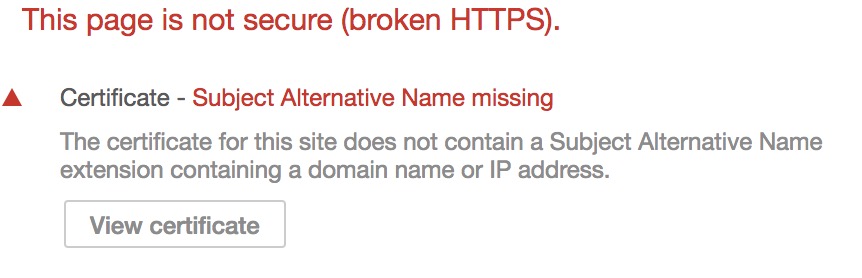 This page is not secure (broken HTTPS).
Certificate - Subject Alternative Name missing
The certificate for this site does not contain a Subject Alternative Name
extension containing a domain name or IP address.
View certificate